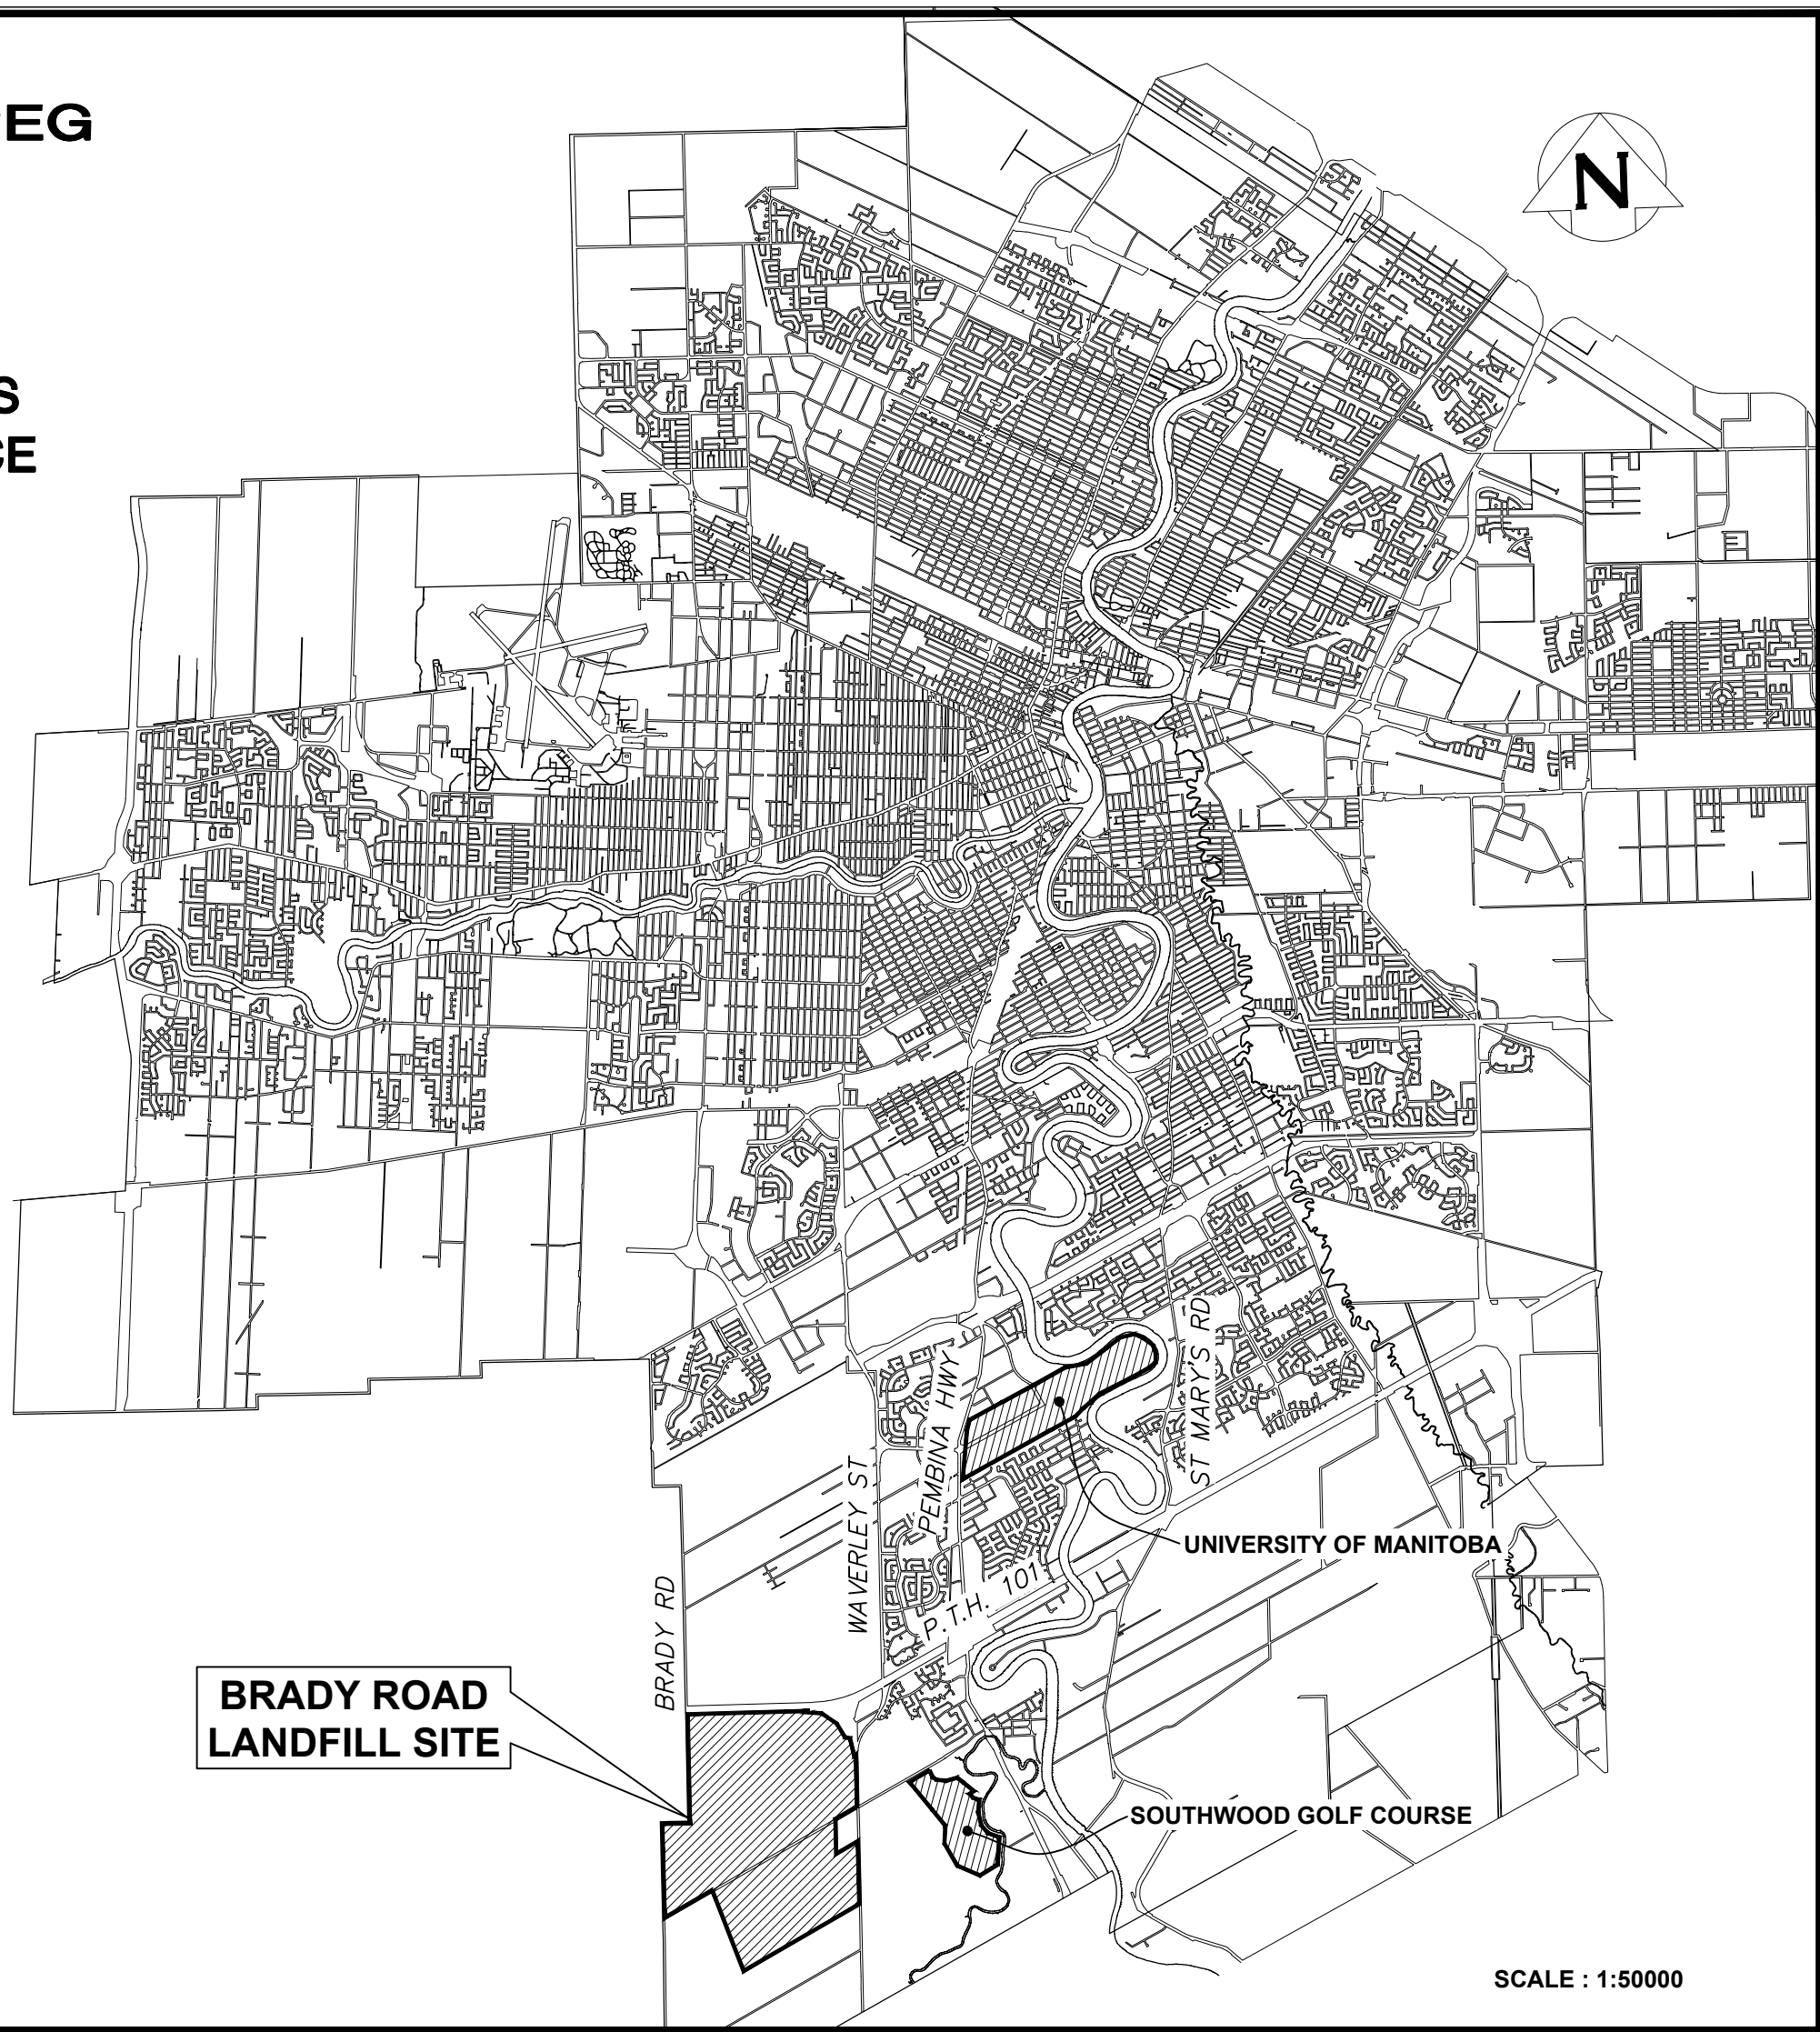 EG
N
S
CE
ST MARY'S RD
PEMBINA HWY
WAVERLEY ST
UNIVERSITY OF MANITOBA
P.T.H. 101
BRADY RD
BRADY ROAD
LANDFILL SITE
SOUTHWOOD GOLF COURSE
SCALE : 1:50000